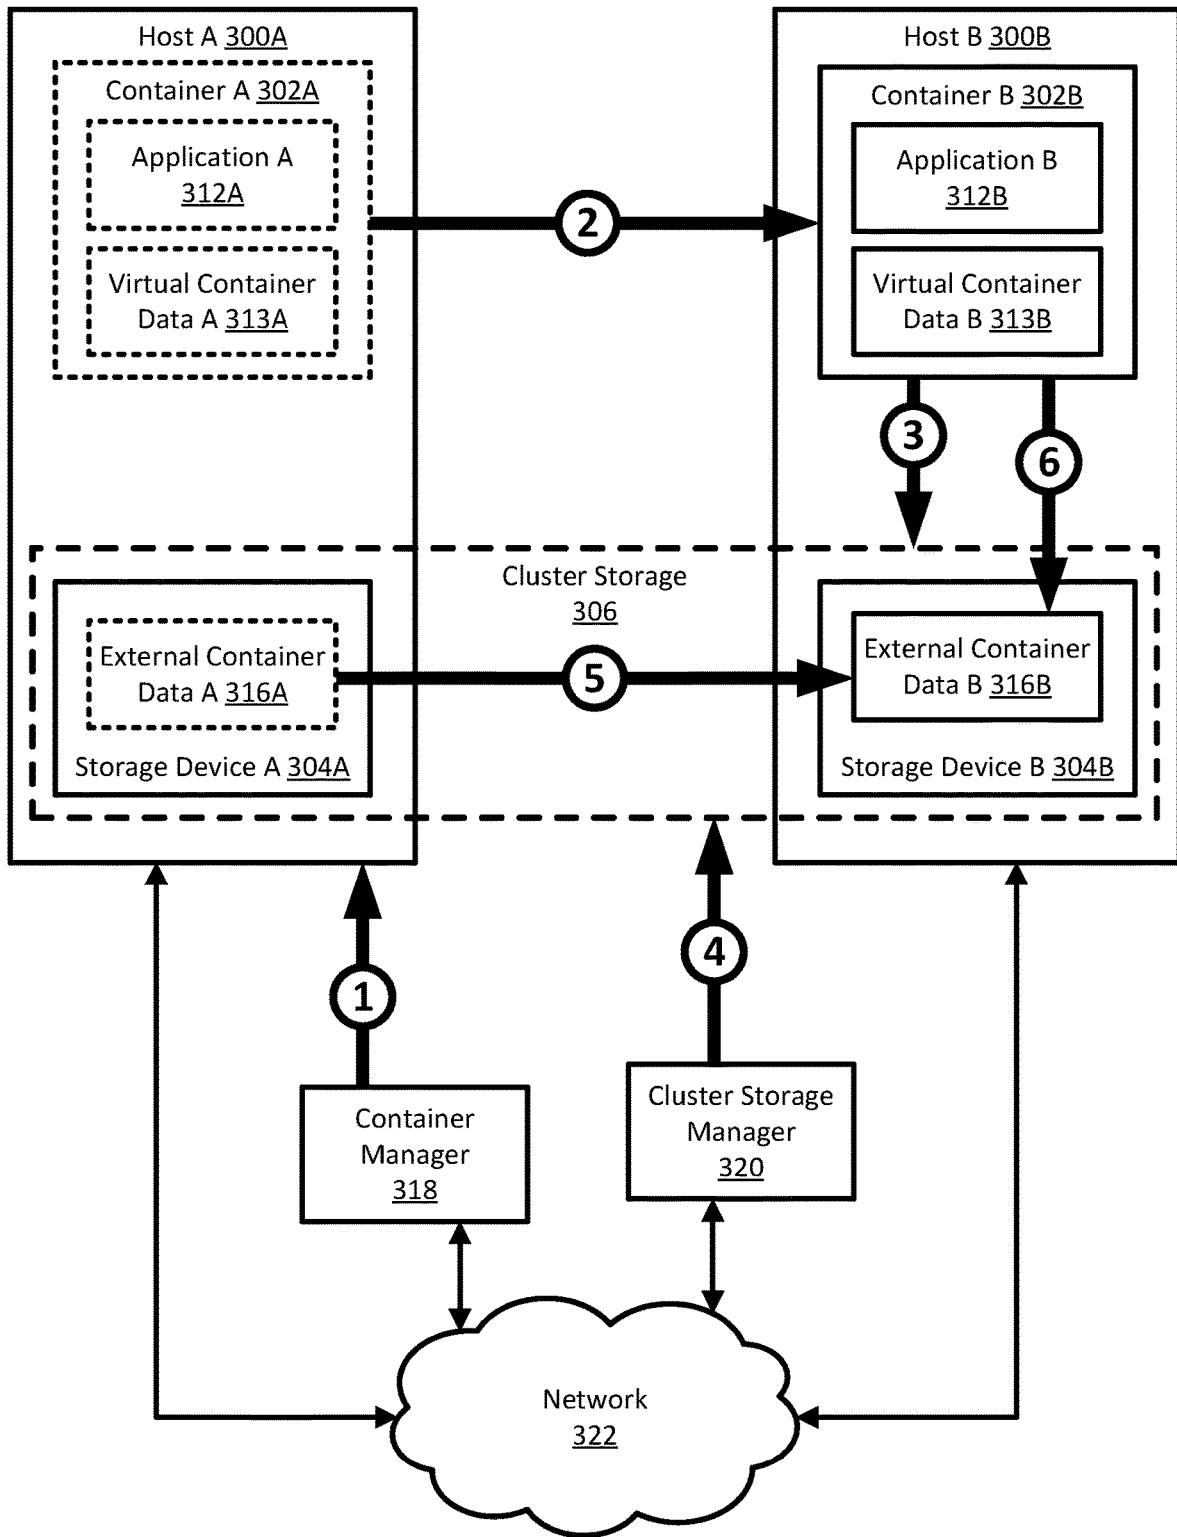 Host A 300A
Container A 302A
Application A
312A
Virtual Container
Data A 313A
2
Host B 300B
Container B 302B
Application B
312B
Virtual Container
Data B 313B
3
6
Cluster Storage
306
External Container
Data A 316A
Storage Device A 304A
5
External Container
Data B 316B
Storage Device B 304B
1
4
Container
Manager
318
Cluster Storage
Manager
320
Network
322